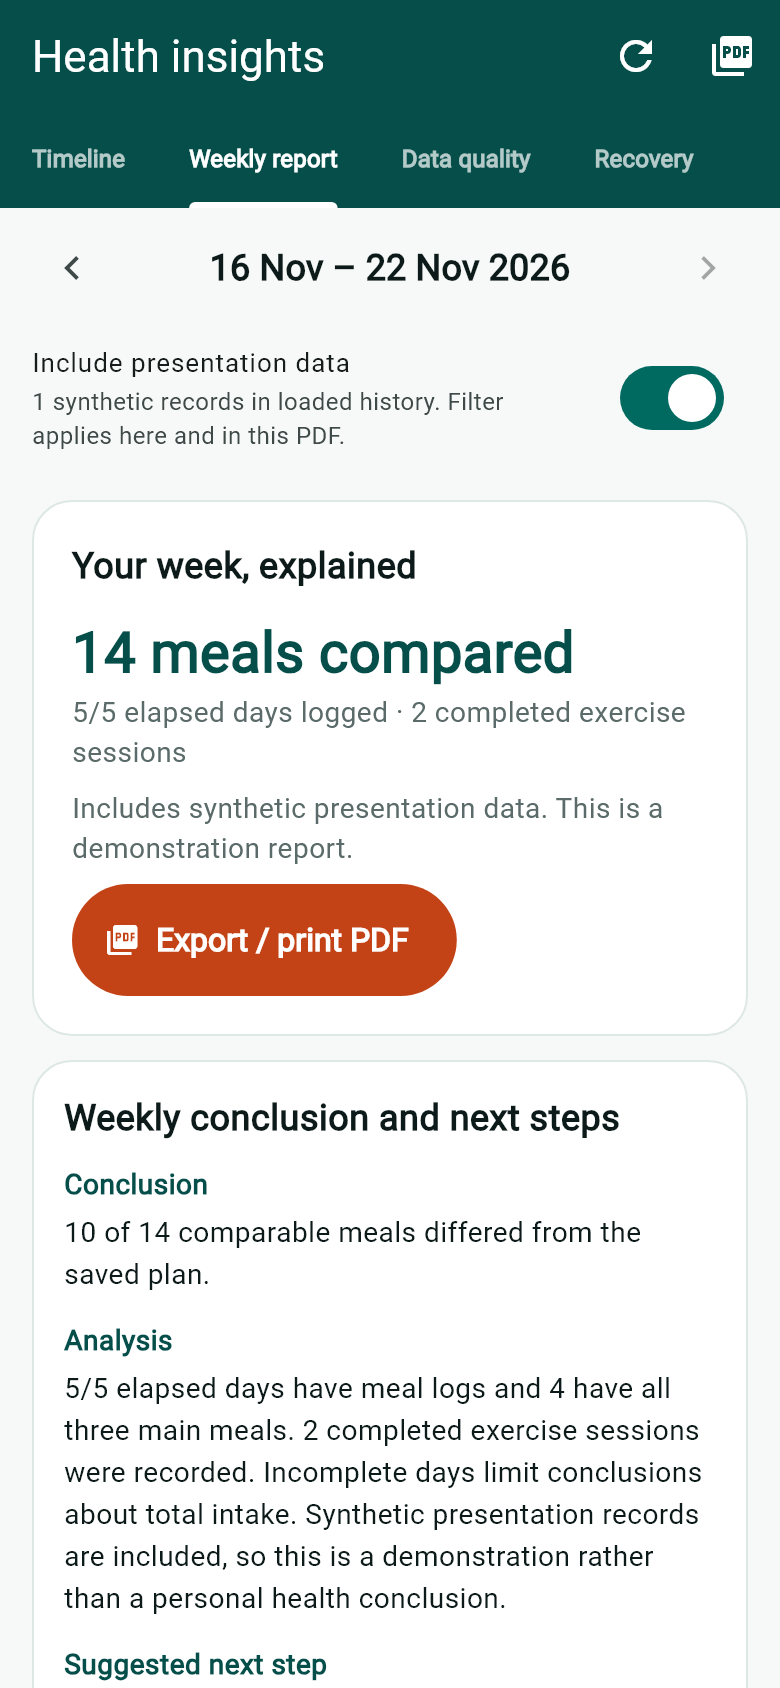 Health insights
PDF
Timeline
Weekly report
Data quality
Recovery
16 Nov – 22 Nov 2026
Include presentation data
1 synthetic records in loaded history. Filter
applies here and in this PDF.
Your week, explained
14 meals compared
5/5 elapsed days logged · 2 completed exercise
sessions
Includes synthetic presentation data. This is a
demonstration report.
PDF
Export / print PDF
Weekly conclusion and next steps
Conclusion
10 of 14 comparable meals differed from the
saved plan.
Analysis
5/5 elapsed days have meal logs and 4 have all
three main meals. 2 completed exercise sessions
were recorded. Incomplete days limit conclusions
about total intake. Synthetic presentation records
are included, so this is a demonstration rather
than a personal health conclusion.
Suggested next step